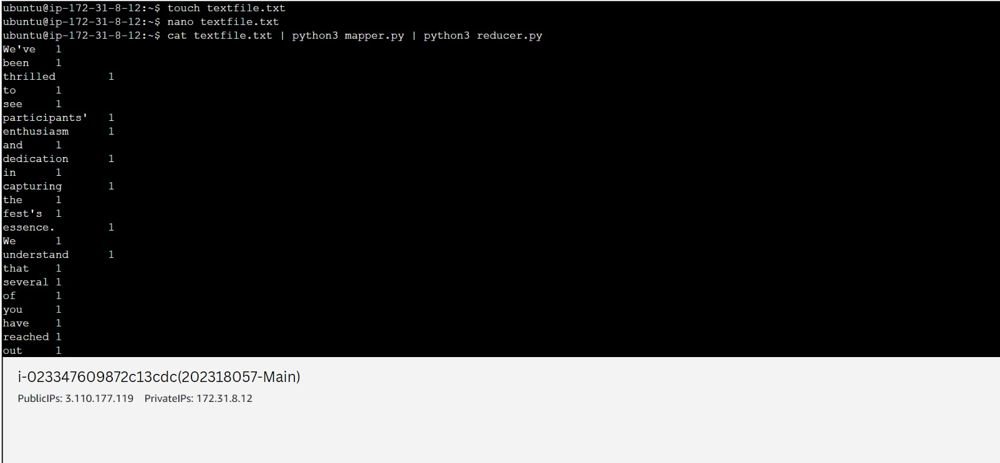 ubuntu@ip-172-31-8-12:~$ touch textfile.txt
ubuntu@ip-172-31-8-12:~$ nano textfile.txt
ubuntu@ip-172-31-8-12:~$ cat textfile.txt | python3 mapper.py | python3 reducer.py
We've 1
been 1
thrilled 1
to 1
see 1
participants' 1
enthusiasm 1
and 1
dedication 1
in 1
capturing 1
the 1
fest's 1
essence. 1
We 1
understand 1
that 1
several 1
of 1
you 1
have 1
reached 1
out 1
i-023347609872c13cdc(202318057-Main)
PublicIPs: 3.110.177.119 PrivateIPs: 172.31.8.12